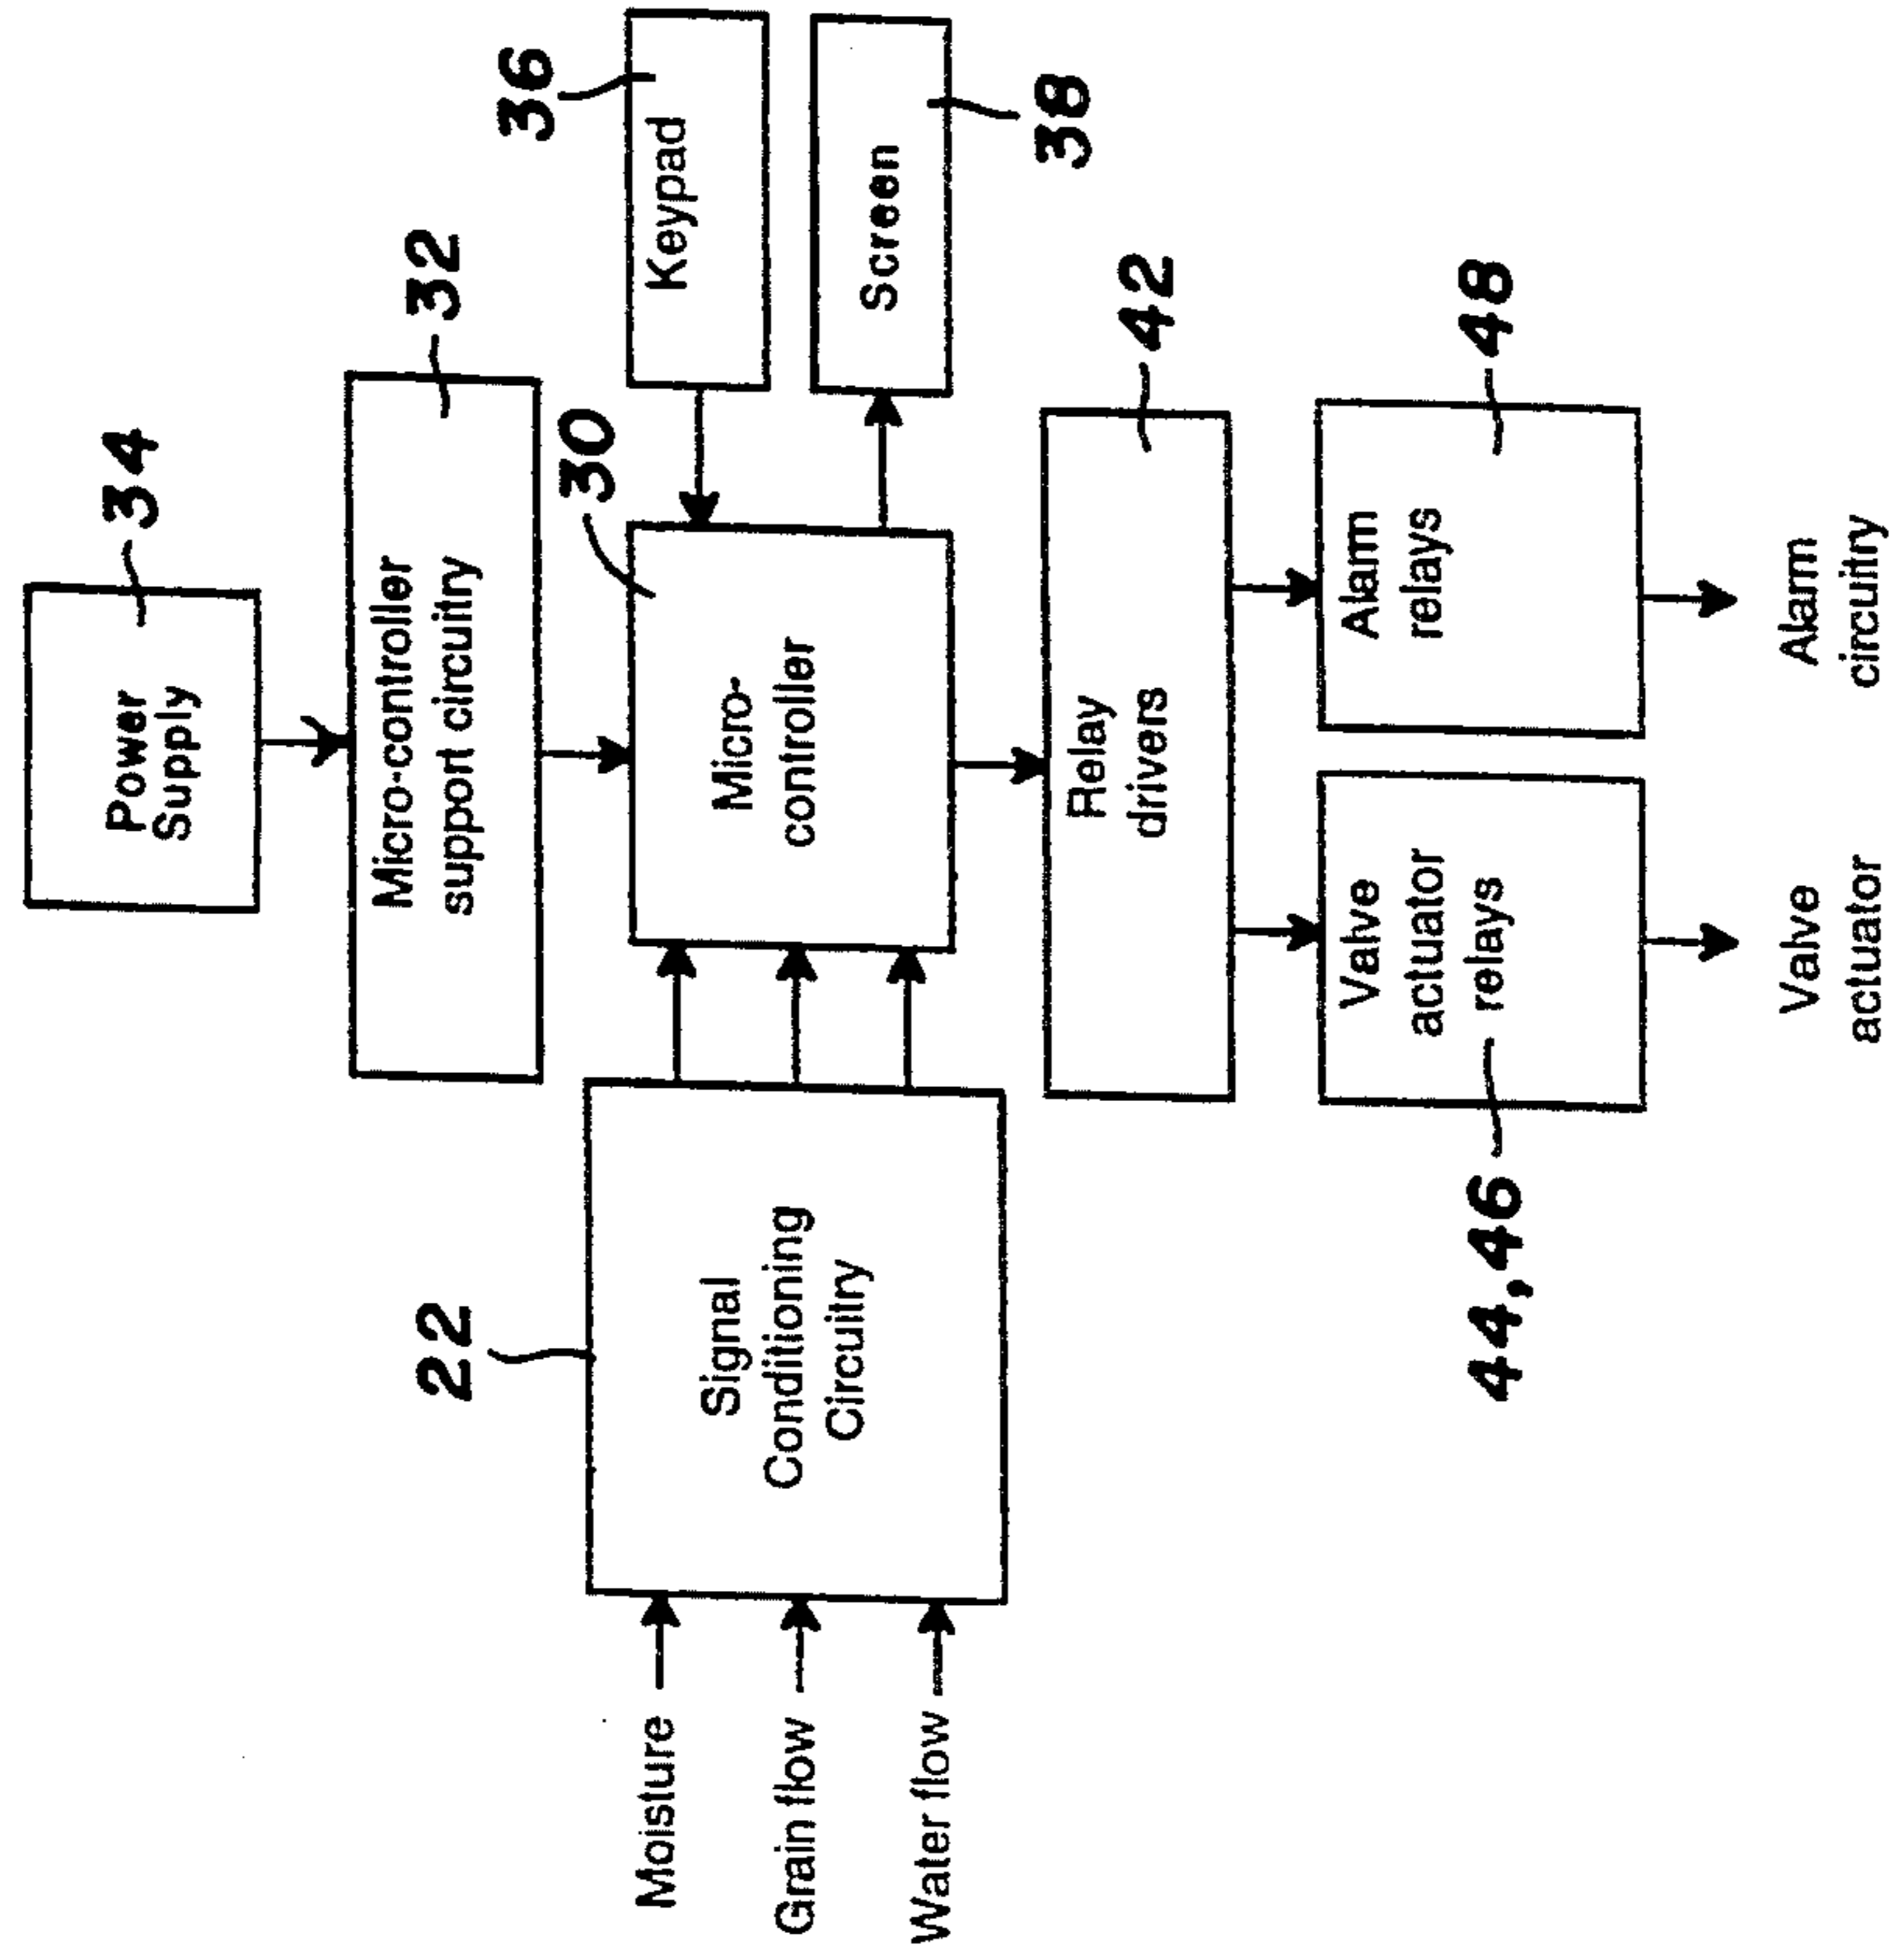 34
Power
Supply
32
Micro-controller
support circuitry
30
Micro-
controller
36
Keypad
Screen
38
22
Signal
Conditioning
Circuitry
Moisture
Grain flow
Water flow
42
Relay
drivers
44,46
Valve
actuator
relays
48
Alarm
relays
Valve
actuator
Alarm
circuitry